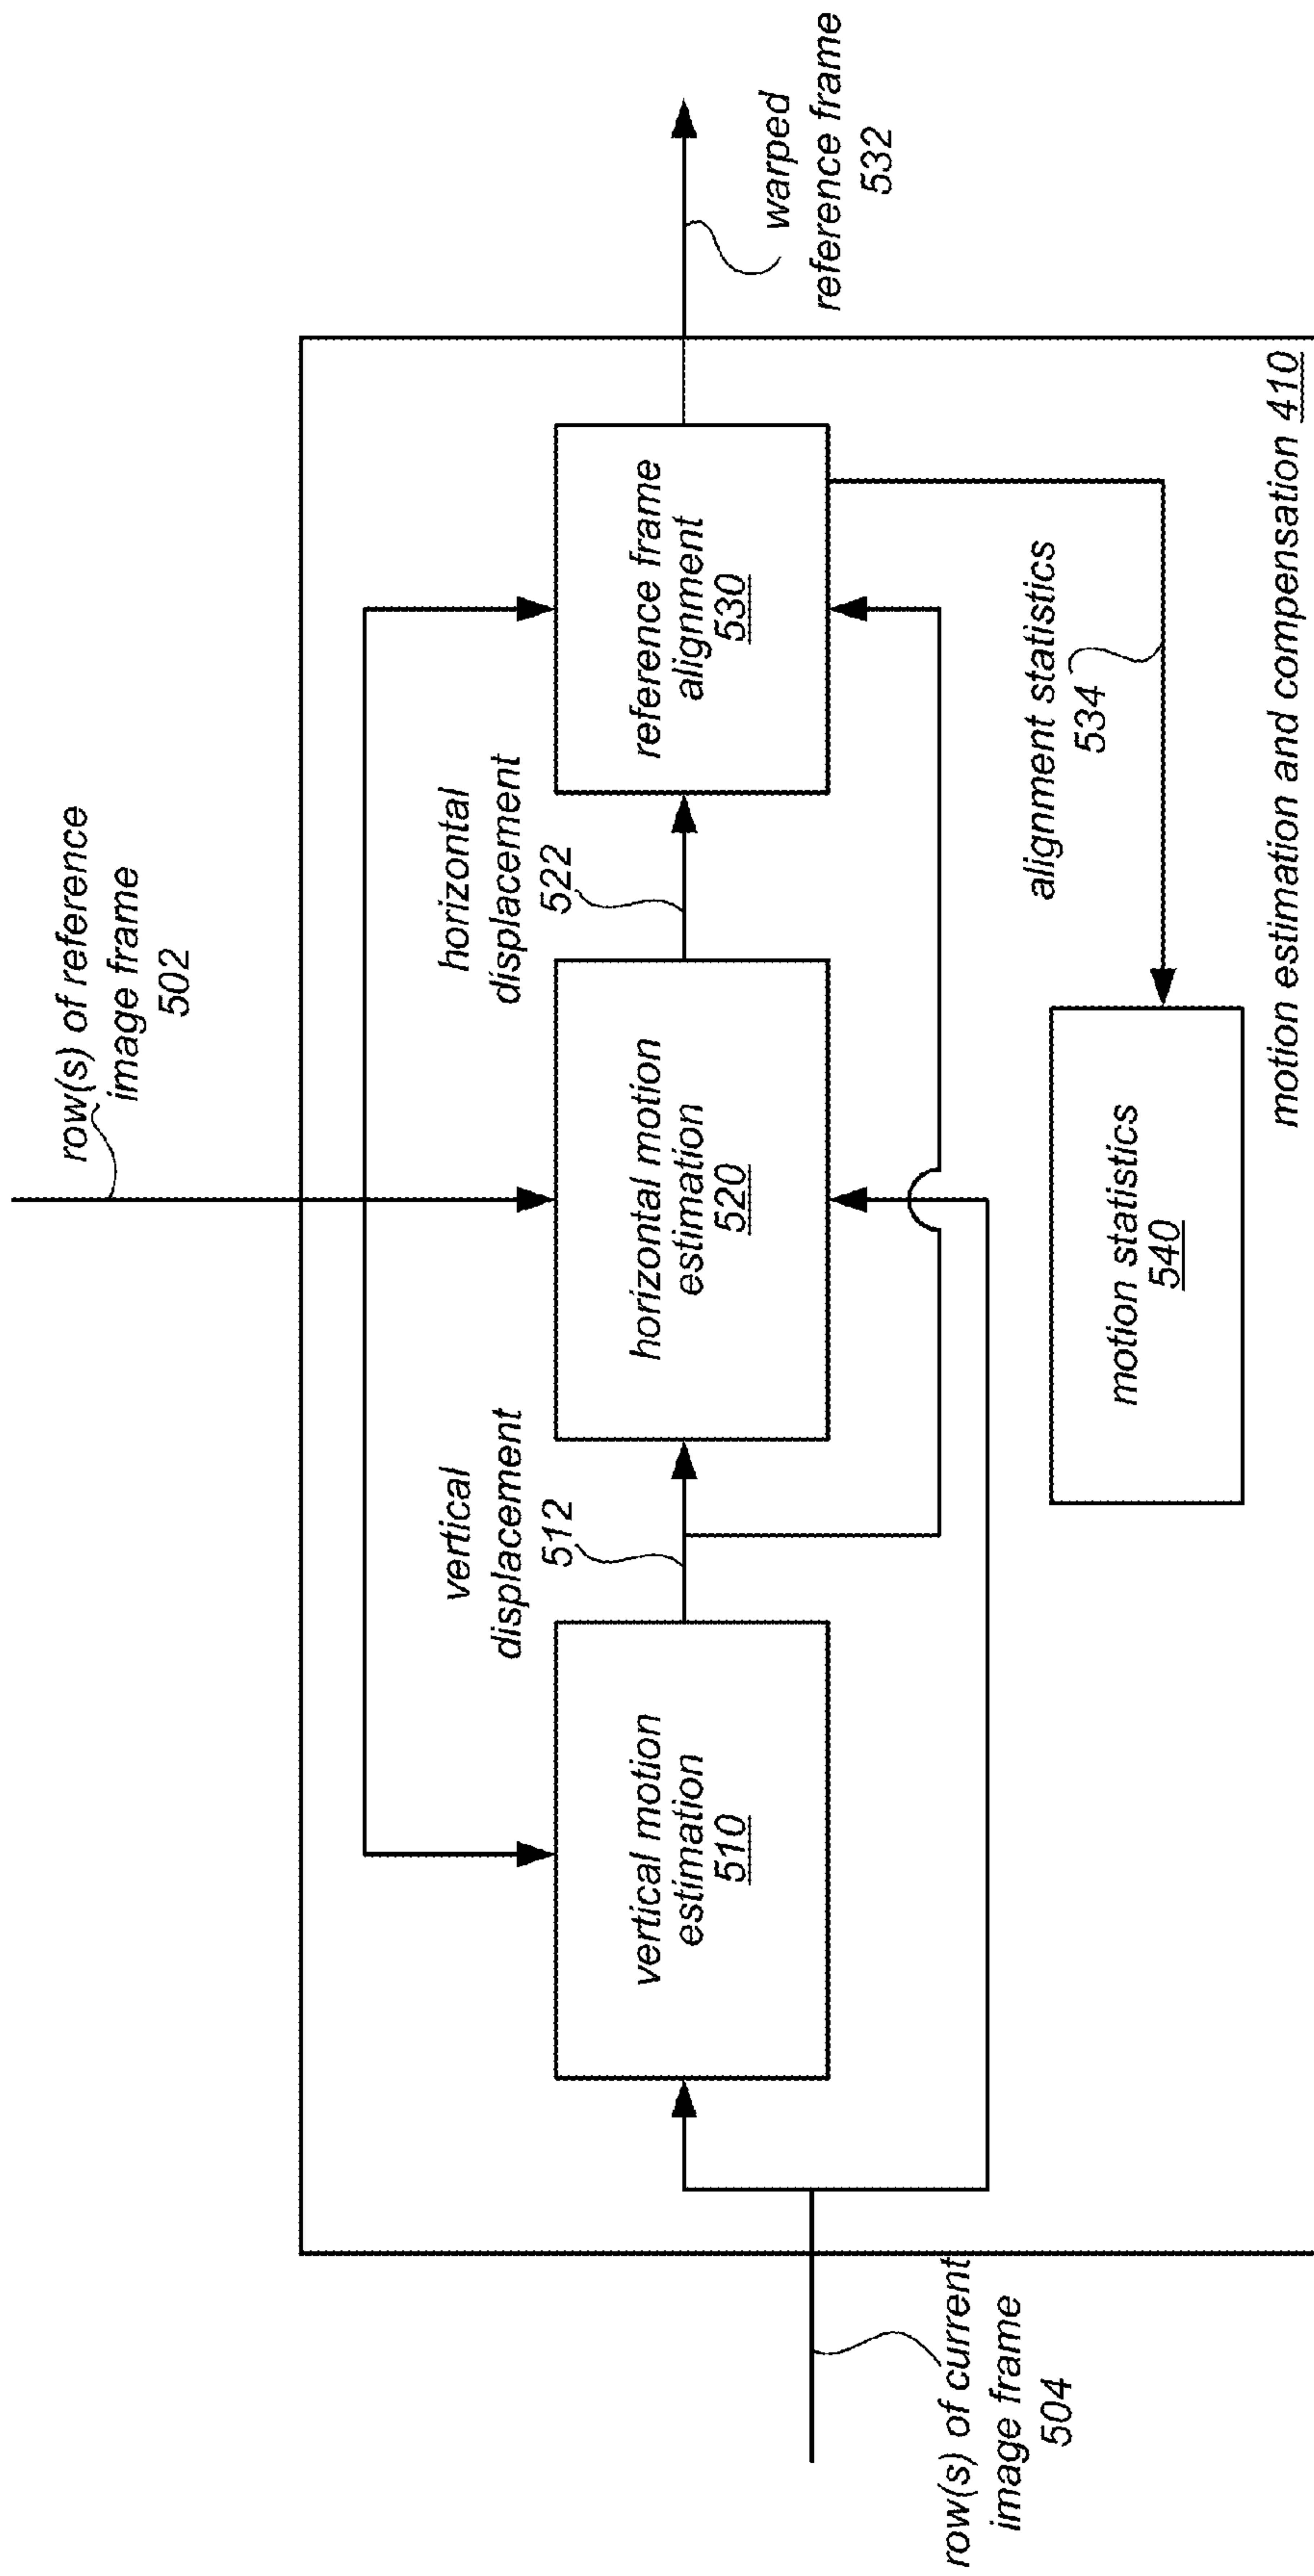 row(s) of reference
image frame
502
vertical
displacement
512
horizontal
displacement
522
vertical motion
estimation
510
horizontal motion
estimation
520
reference frame
alignment
530
warped
reference frame
532
row(s) of current
image frame
504
alignment statistics
534
motion statistics
540
motion estimation and compensation 410